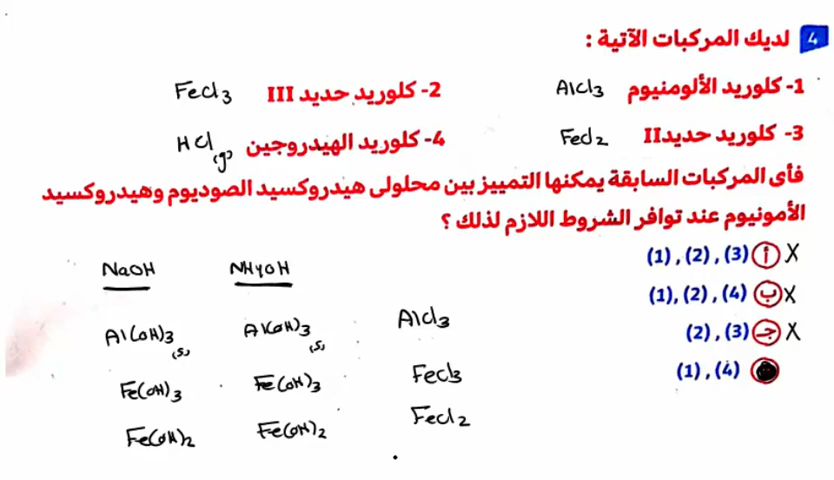 4 لديك المركبات الآتية :
1- كلوريد الألومنيوم AlCl3 2- كلوريد حديد III FeCl3
3- كلوريد حديد II FeCl2 4- كلوريد الهيدروجين HCl(g)
فأى المركبات السابقة يمكنها التمييز بين محلولى هيدروكسيد الصوديوم وهيدروكسيد
الأمونيوم عند توافر الشروط اللازم لذلك ؟
أ (1) , (2) , (3) X
ب (1) , (2) , (4) X
جـ (2) , (3) X
(1) , (4)
NaOH NH4OH
Al(OH)3(s) Al(OH)3(s) AlCl3
Fe(OH)3 Fe(OH)3 FeCl3
Fe(OH)2 Fe(OH)2 FeCl2